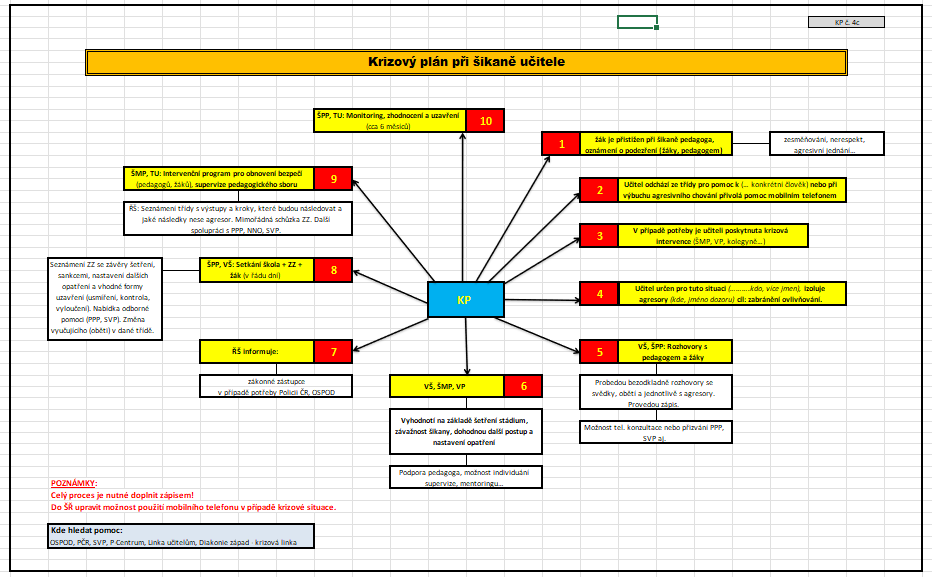 KP č. 4c
Krizový plán při šikaně učitele
ŠPP, TU: Monitoring, zhodnocení a uzavření
(cca 6 měsíců)
10
1
žák je přistižen při šikaně pedagoga,
oznámení o podezření (žáky, pedagogem)
zesměňování, nerespekt,
agresivní jednání...
2
Učitel odchází ze třídy pro pomoc k (... konkrétní člověk) nebo při
výbuchu agresivního chování přivolá pomoc mobilním telefonem
3
V případě potřeby je učiteli poskytnuta krizová
intervence (ŠMP, VP, kolegyně...)
4
Učitel určen pro tuto situaci (..........kdo, více jmen), izoluje
agresory (kde, jméno dozoru) cíl: zabránění ovlivňování.
5
VŠ, ŠPP: Rozhovory s
pedagogem a žáky
Probedou bezodkladně rozhovory se
svědky, obětí a jednotlivě s agresory.
Provedou zápis.
Možnost tel. konzultace nebo přizvání PPP,
SVP aj.
KP
VŠ, ŠMP, VP
6
Vyhodnotí na základě šetření stádium,
závažnost šikany, dohodnou další postup a
nastavení opatření
Podpora pedagoga, možnost individuání
supervize, mentoringu...
ŘŠ informuje:
7
zákonné zástupce
v případě potřeby Policii ČR, OSPOD
ŠPP, VŠ: Setkání škola + ZZ +
žák (v řádu dní)
8
Seznámení ZZ se závěry šetření,
sankcemi, nastavení dalších
opatření a vhodné formy
uzavření (usmíření, kontrola,
vyloučení). Nabídka odborné
pomoci (PPP, SVP). Změna
vyučujícího (oběti) v dané třídě.
ŠMP, TU: Intervenční program pro obnovení bezpečí
(pedagogů, žáků), supervize pedagogického sboru
9
ŘŠ: Seznámení třídy s výstupy a kroky, které budou následovat a
jaké následky nese agresor. Mimořádná schůzka ZZ. Další
spolupráci s PPP, NNO, SVP.
POZNÁMKY:
Celý proces je nutné doplnit zápisem!
Do ŠŘ upravit možnost použití mobilního telefonu v případě krizové situace.
Kde hledat pomoc:
OSPOD, PČR, SVP, P-Centrum, Linka učitelům, Diakonie západ - krizová linka